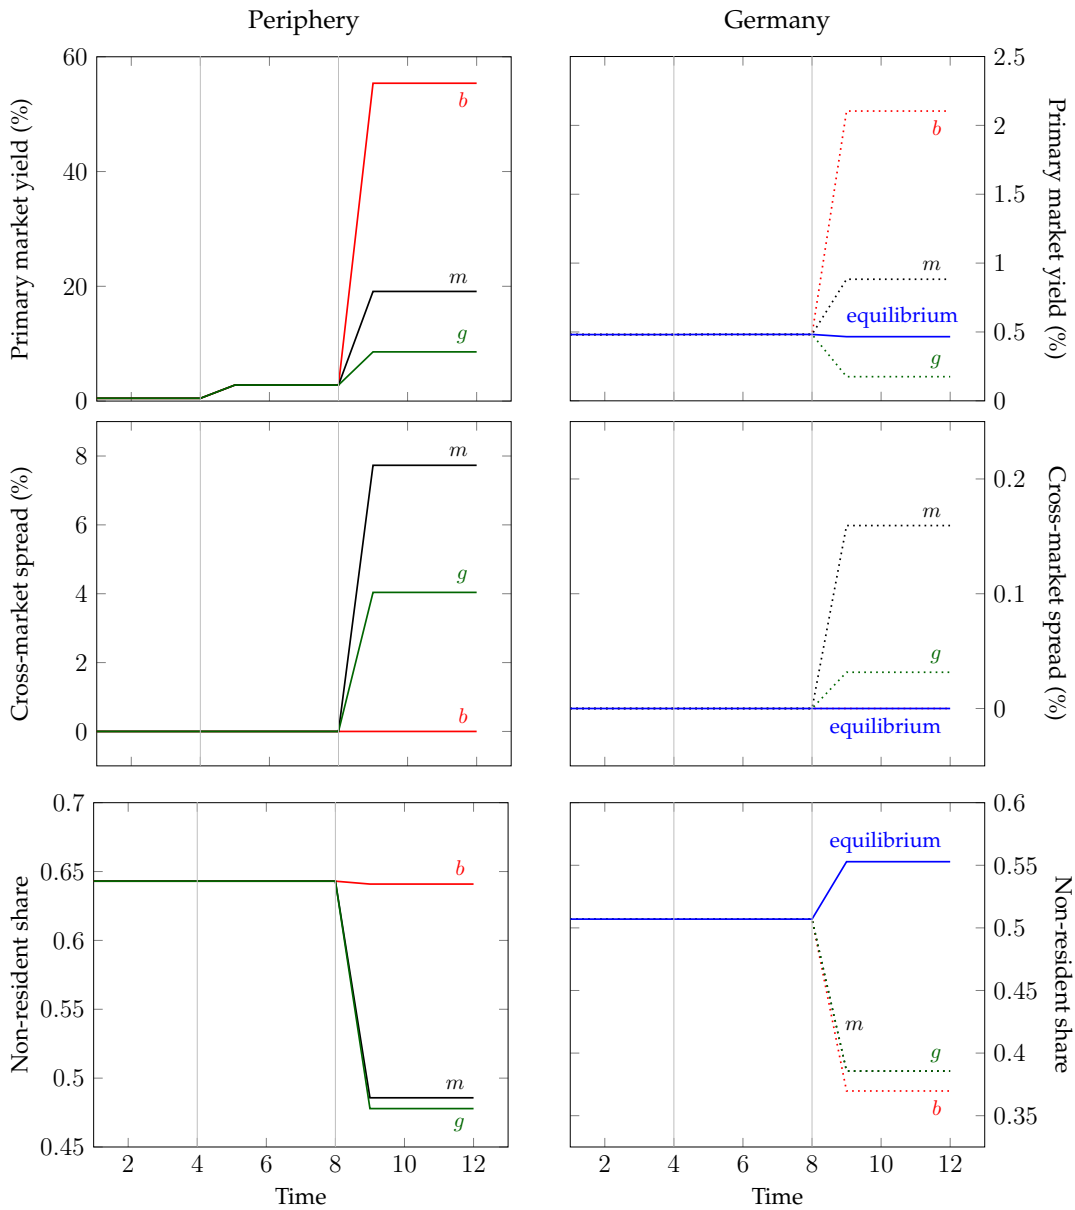 Periphery
Germany
Primary market yield (%)
60
40
20
0
b
m
g
2.5
2
1.5
1
0.5
0
Primary market yield (%)
b
m
equilibrium
g
Cross-market spread (%)
8
6
4
2
0
m
g
b
0.2
0.1
0
Cross-market spread (%)
m
g
equilibrium
Non-resident share
0.7
0.65
0.6
0.55
0.5
0.45
b
m
g
2 4 6 8 10 12
Time
0.6
0.55
0.5
0.45
0.4
0.35
Non-resident share
equilibrium
m
g
b
2 4 6 8 10 12
Time